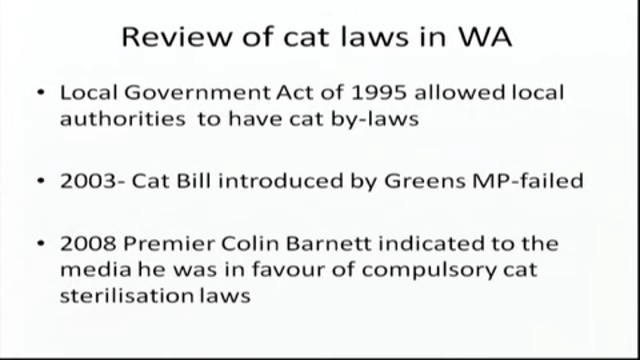 Review of cat laws in WA
• Local Government Act of 1995 allowed local
authorities to have cat by-laws
• 2003- Cat Bill introduced by Greens MP-failed
• 2008 Premier Colin Barnett indicated to the
media he was in favour of compulsory cat
sterilisation laws